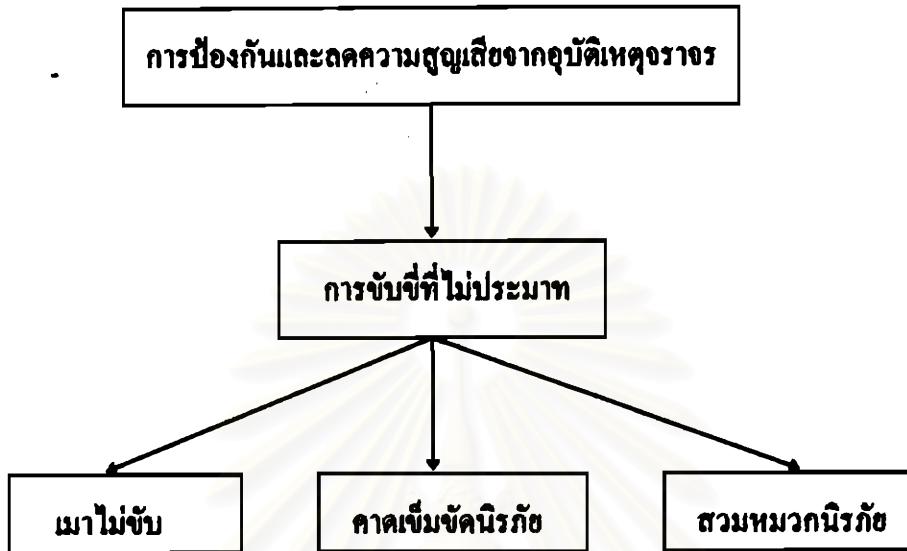 การป้องกันและลดความสูญเสียจากอุบัติเหตุจราจร
การขับขี่ที่ไม่ประมาท
เมาไม่ขับ
คาดเข็มขัดนิรภัย
สวมหมวกนิรภัย